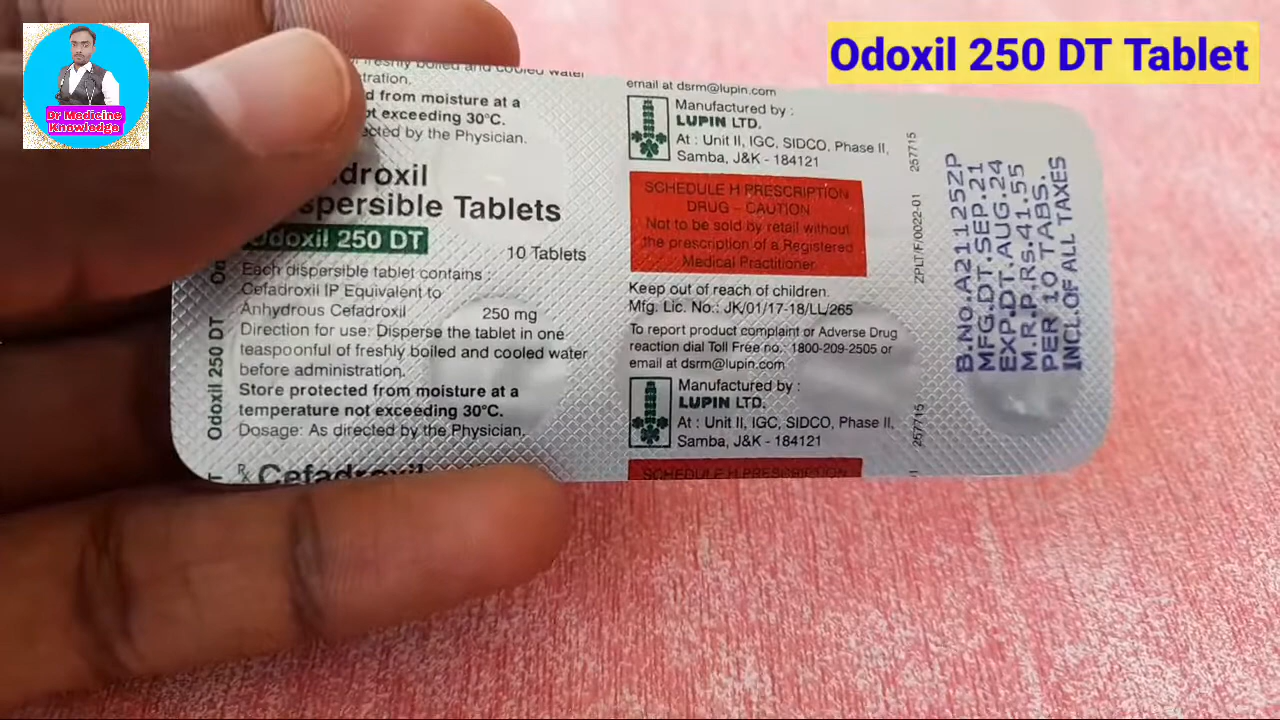 Odoxil 250 DT Tablet
Dr Medicine
Knowledge
freshly boiled and cooled water
d from moisture at a
exceeding 30°C.
by the Physician.
droxil
spersible Tablets
Odoxil 250 DT
10 Tablets
Each dispersible tablet contains :
Cefadroxil IP Equivalent to
Anhydrous Cefadroxil 250 mg
Direction for use: Disperse the tablet in one
teaspoonful of freshly boiled and cooled water
before administration.
Store protected from moisture at a
temperature not exceeding 30°C.
Dosage: As directed by the Physician.
Rx Cefadroxil
Odoxil 250 DT
email at dsrm@lupin.com
Manufactured by :
LUPIN LTD.
At : Unit II, IGC, SIDCO, Phase II,
Samba, J&K - 184121
SCHEDULE H PRESCRIPTION
DRUG – CAUTION
Not to be sold by retail without
the prescription of a Registered
Medical Practitioner.
Keep out of reach of children.
Mfg. Lic. No.: JK/01/17-18/LL/265
To report product complaint or Adverse Drug
reaction dial Toll Free no.: 1800-209-2505 or
email at dsrm@lupin.com
Manufactured by :
LUPIN LTD.
At : Unit II, IGC, SIDCO, Phase II,
Samba, J&K - 184121
SCHEDULE H PRESCRIPTION
257715
ZPLT/F/0022-01
257715
B.No.A211252P
MFG.DT.SEP.21
EXP.DT.AUG.24
M.R.P.Rs.41.55
PER 10 TABS.
INCL.OF ALL TAXES